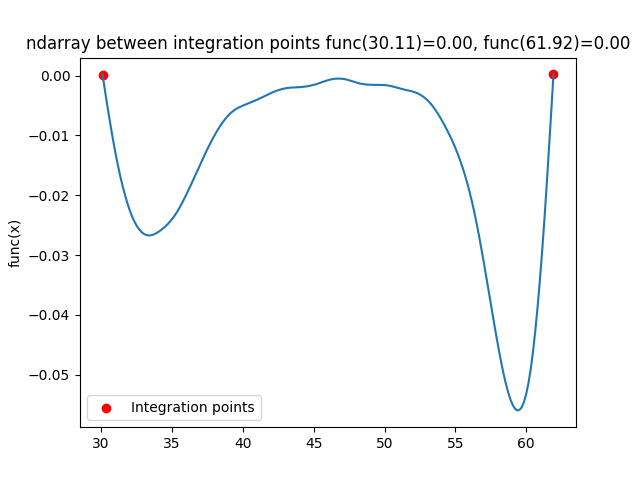 ndarray between integration points func(30.11)=0.00, func(61.92)=0.00
0.00
−0.01
−0.02
−0.03
−0.04
−0.05
func(x)
Integration points
30 35 40 45 50 55 60